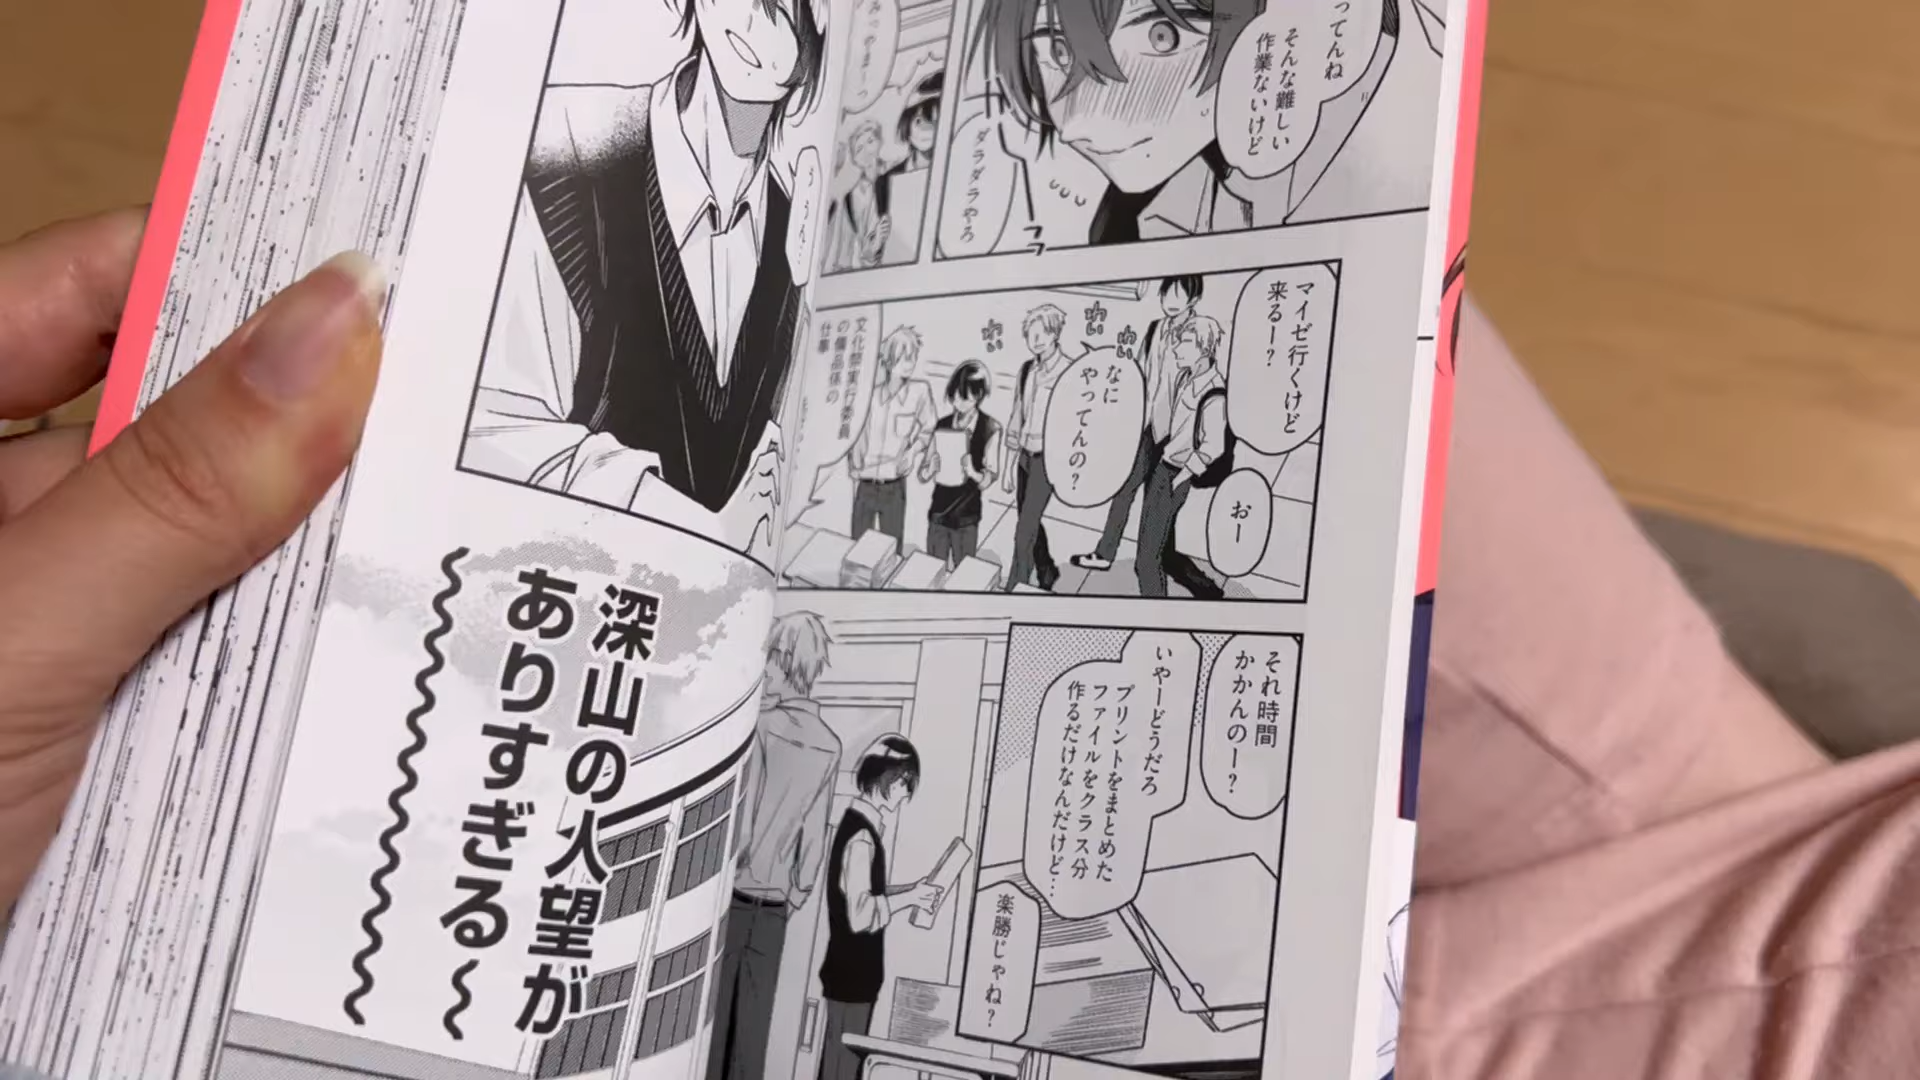 ってんね
そんな難しい
作業ないけど
ダラダラやろ
マイゼ行くけど
来るー?
おー
なに
やってんの?
わい
わい
わい
文化祭実行委員
の備品係の
仕事
それ時間
かかんのー?
いやーどうだろ
プリントをまとめた
ファイルをクラス分
作るだけなんだけど…
楽勝じゃね?
ううん…
深山の人望が
ありすぎる〜